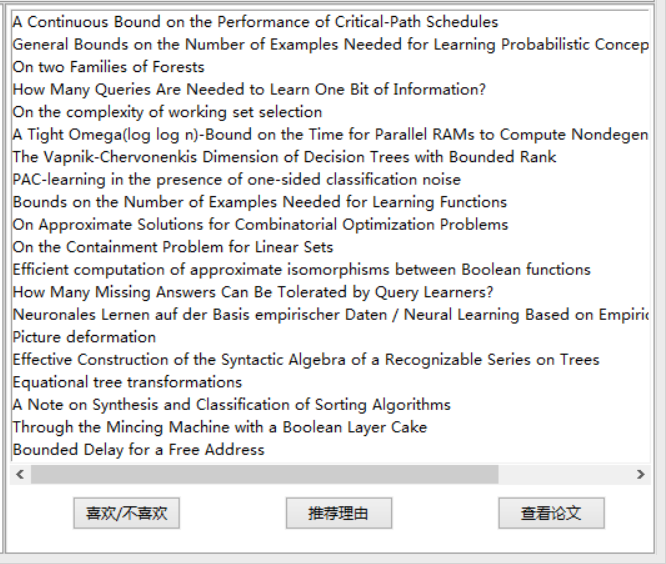 A Continuous Bound on the Performance of Critical-Path Schedules
General Bounds on the Number of Examples Needed for Learning Probabilistic Concep
On two Families of Forests
How Many Queries Are Needed to Learn One Bit of Information?
On the complexity of working set selection
A Tight Omega(log log n)-Bound on the Time for Parallel RAMs to Compute Nondegen
The Vapnik-Chervonenkis Dimension of Decision Trees with Bounded Rank
PAC-learning in the presence of one-sided classification noise
Bounds on the Number of Examples Needed for Learning Functions
On Approximate Solutions for Combinatorial Optimization Problems
On the Containment Problem for Linear Sets
Efficient computation of approximate isomorphisms between Boolean functions
How Many Missing Answers Can Be Tolerated by Query Learners?
Neuronales Lernen auf der Basis empirischer Daten / Neural Learning Based on Empiric
Picture deformation
Effective Construction of the Syntactic Algebra of a Recognizable Series on Trees
Equational tree transformations
A Note on Synthesis and Classification of Sorting Algorithms
Through the Mincing Machine with a Boolean Layer Cake
Bounded Delay for a Free Address
喜欢/不喜欢 推荐理由 查看论文